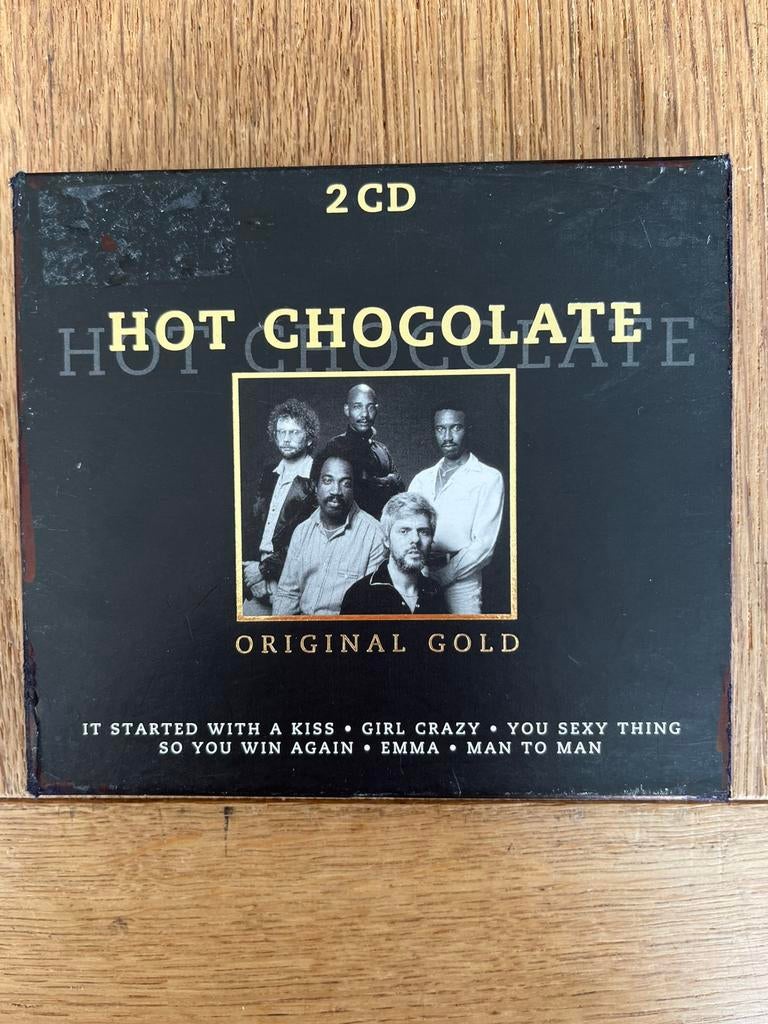 2 CD
HOT CHOCOLATE
HOT CHOCOLATE
ORIGINAL GOLD
IT STARTED WITH A KISS • GIRL CRAZY • YOU SEXY THING
SO YOU WIN AGAIN • EMMA • MAN TO MAN